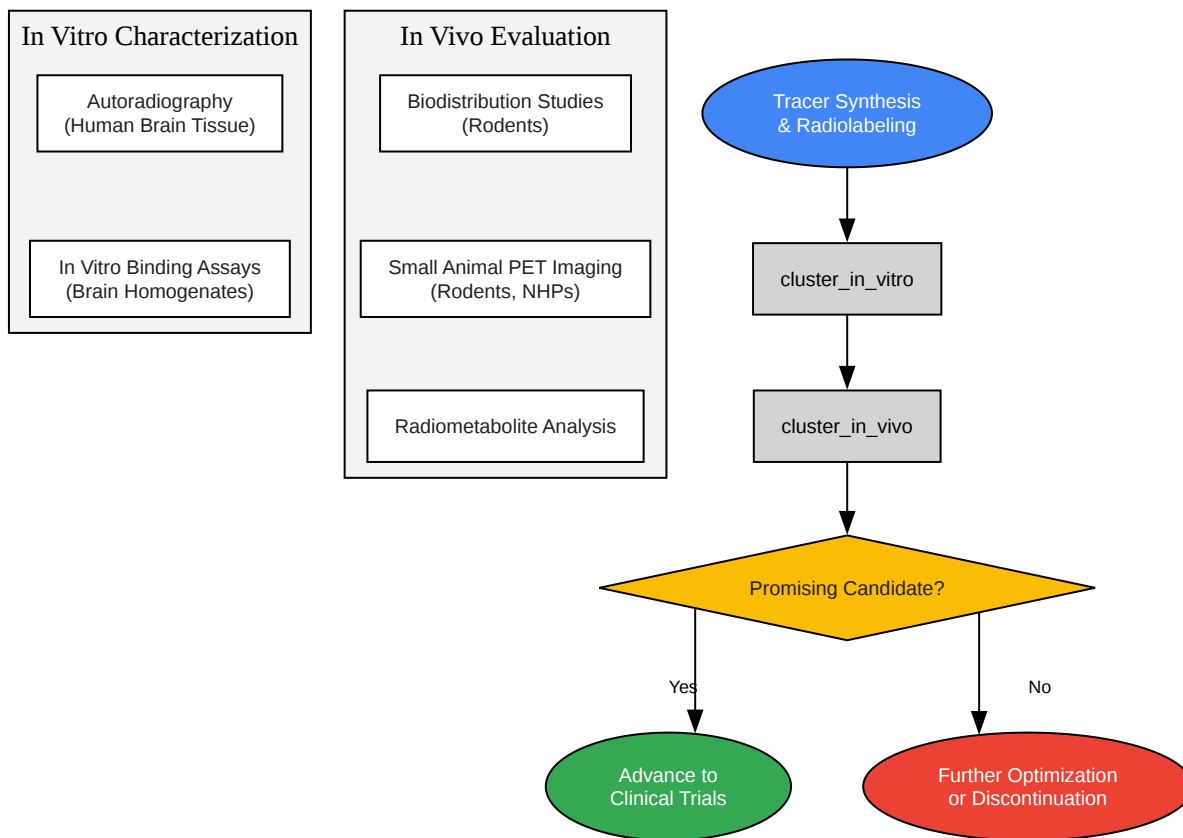 In Vitro Characterization
Autoradiography
(Human Brain Tissue)
In Vitro Binding Assays
(Brain Homogenates)
In Vivo Evaluation
Biodistribution Studies
(Rodents)
Small Animal PET Imaging
(Rodents, NHPs)
Radiometabolite Analysis
Tracer Synthesis
& Radiolabeling
cluster_in_vitro
cluster_in_vivo
Promising Candidate?
Yes
No
Advance to
Clinical Trials
Further Optimization
or Discontinuation